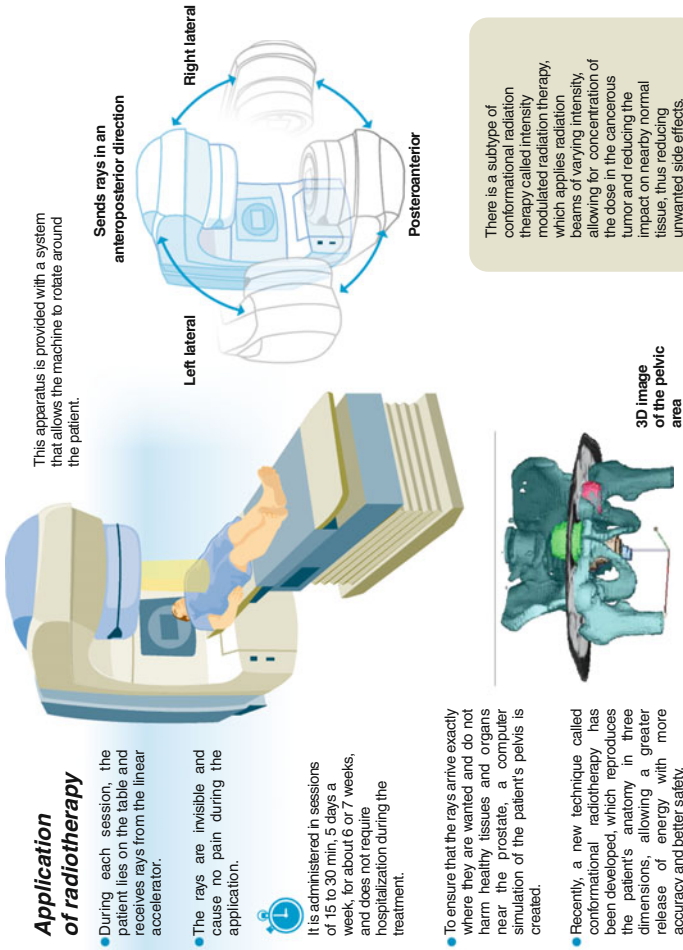 Application
of radiotherapy
During each session, the
patient lies on the table and
receives rays from the linear
accelerator.
The rays are invisible and
cause no pain during the
application.
It is administered in sessions
of 15 to 30 min, 5 days a
week, for about 6 or 7 weeks,
and does not require
hospitalization during the
treatment.
To ensure that the rays arrive exactly
where they are wanted and do not
harm healthy tissues and organs
near the prostate, a computer
simulation of the patient's pelvis is
created.
Recently, a new technique called
conformational radiotherapy has
been developed, which reproduces
the patient's anatomy in three
dimensions, allowing a greater
release of energy with more
accuracy and better safety.
This apparatus is provided with a system
that allows the machine to rotate around
the patient.
Sends rays in an
anteroposterior direction
Left lateral
Right lateral
Posteroanterior
3D image
of the pelvic
area
There is a subtype of
conformational radiation
therapy called intensity
modulated radiation therapy,
which applies radiation
beams of varying intensity,
allowing for concentration of
the dose in the cancerous
tumor and reducing the
impact on nearby normal
tissue, thus reducing
unwanted side effects.